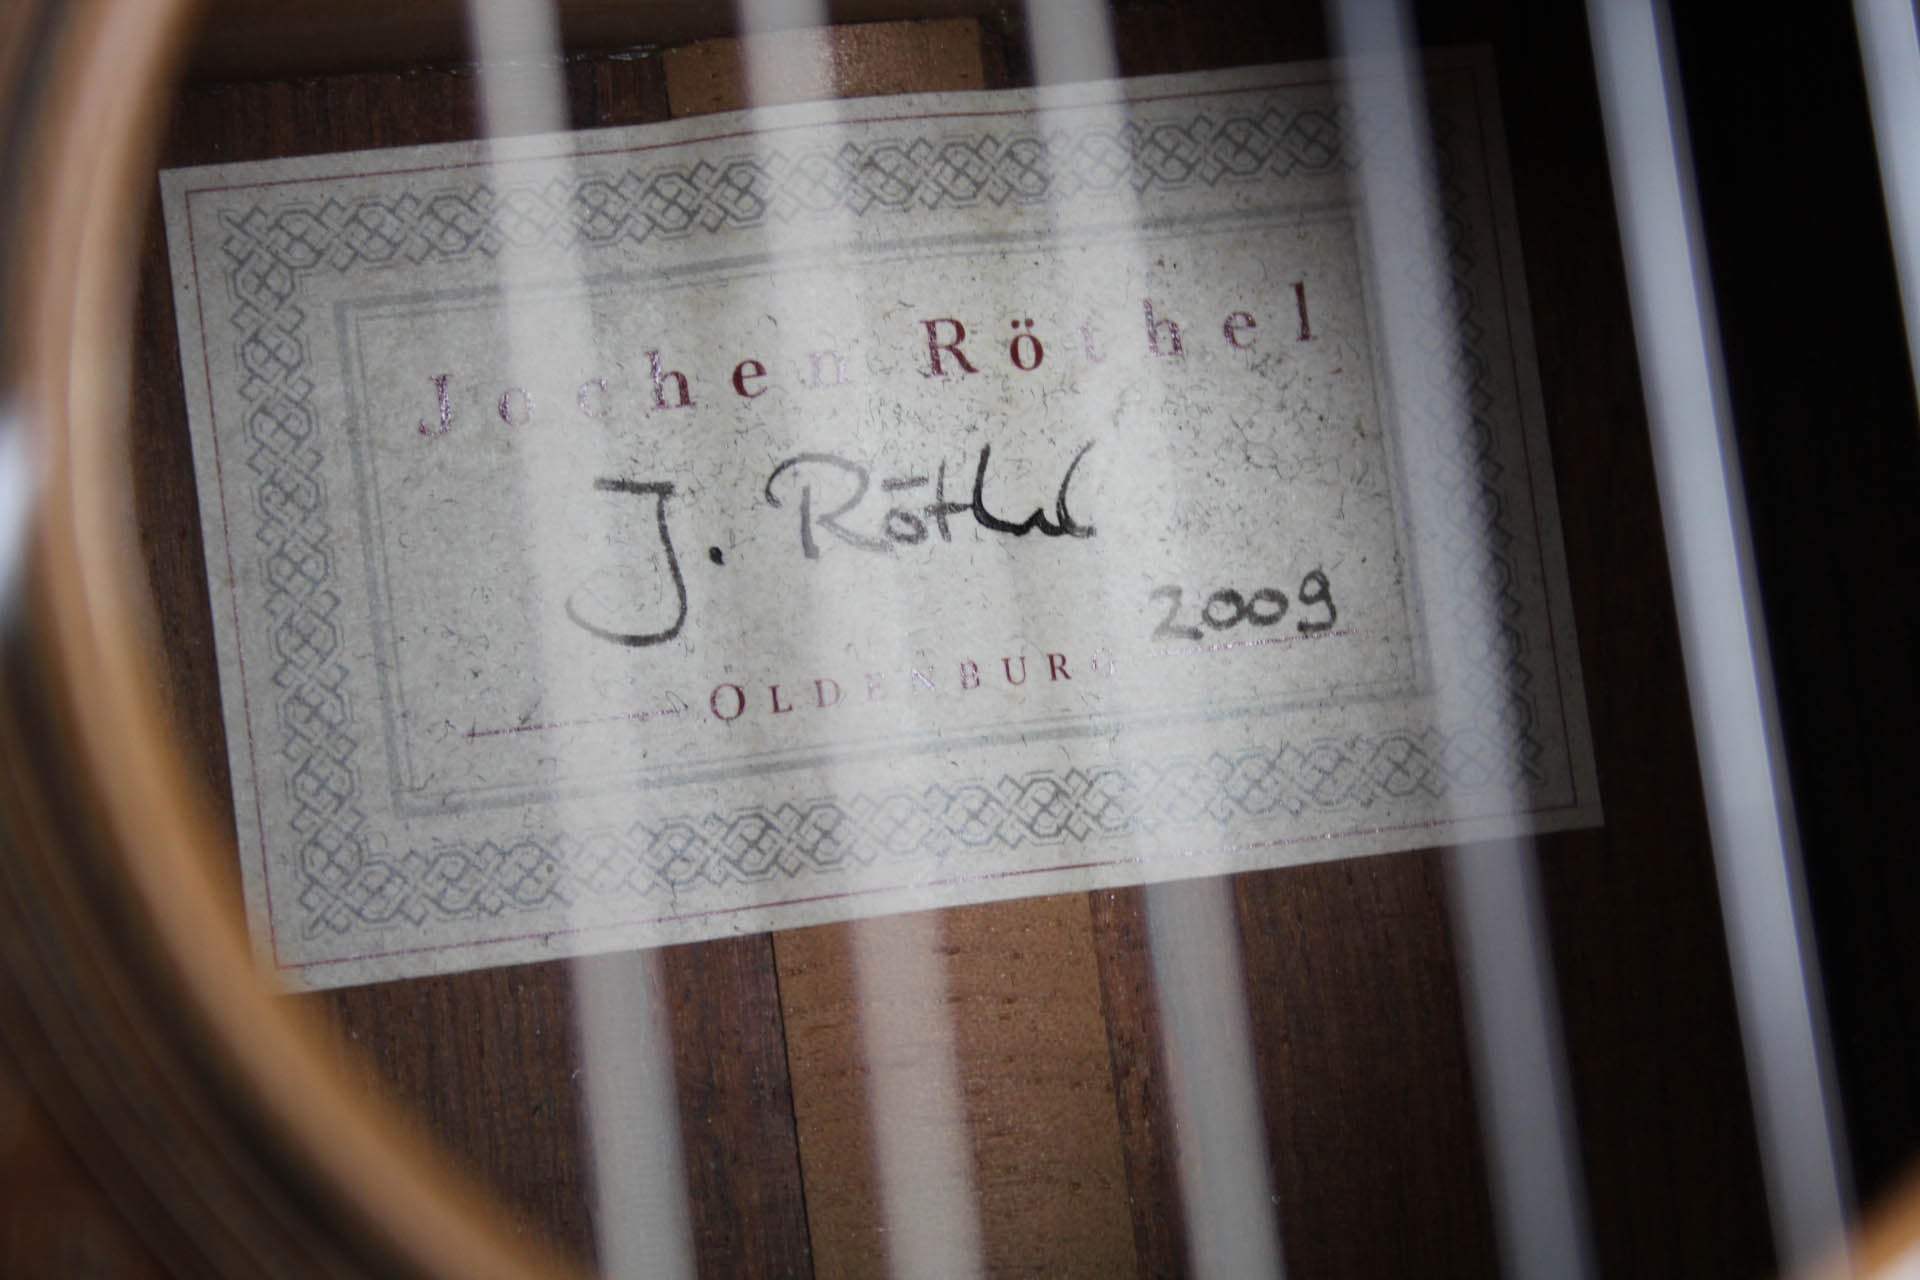 Jochen Röthel
J. Röthel
2009
OLDENBURG